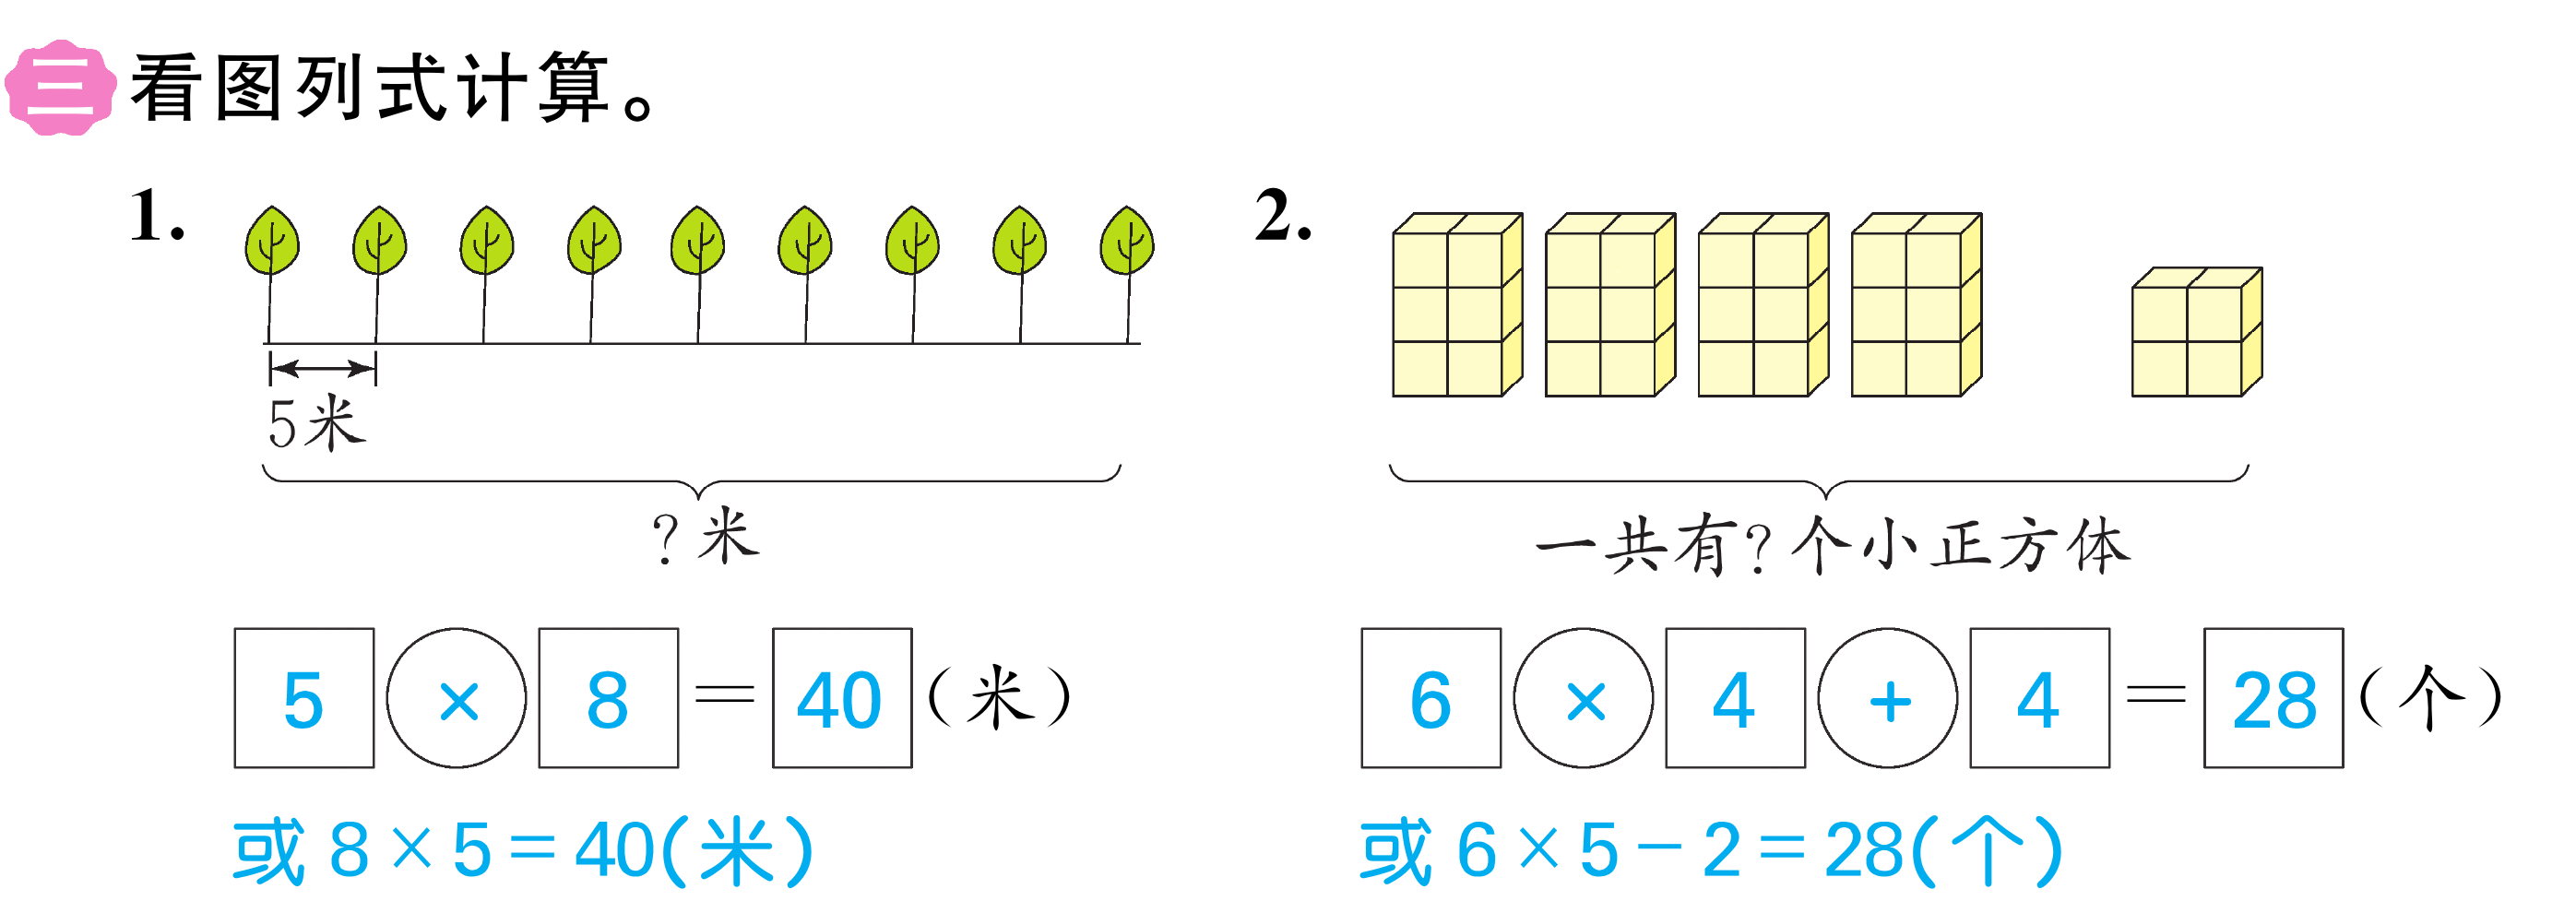 三 看图列式计算。
1.
5米
?米
5 × 8 = 40 (米)
或 8 × 5 = 40(米)
2.
一共有?个小正方体
6 × 4 + 4 = 28 (个)
或 6 × 5 - 2 = 28(个)